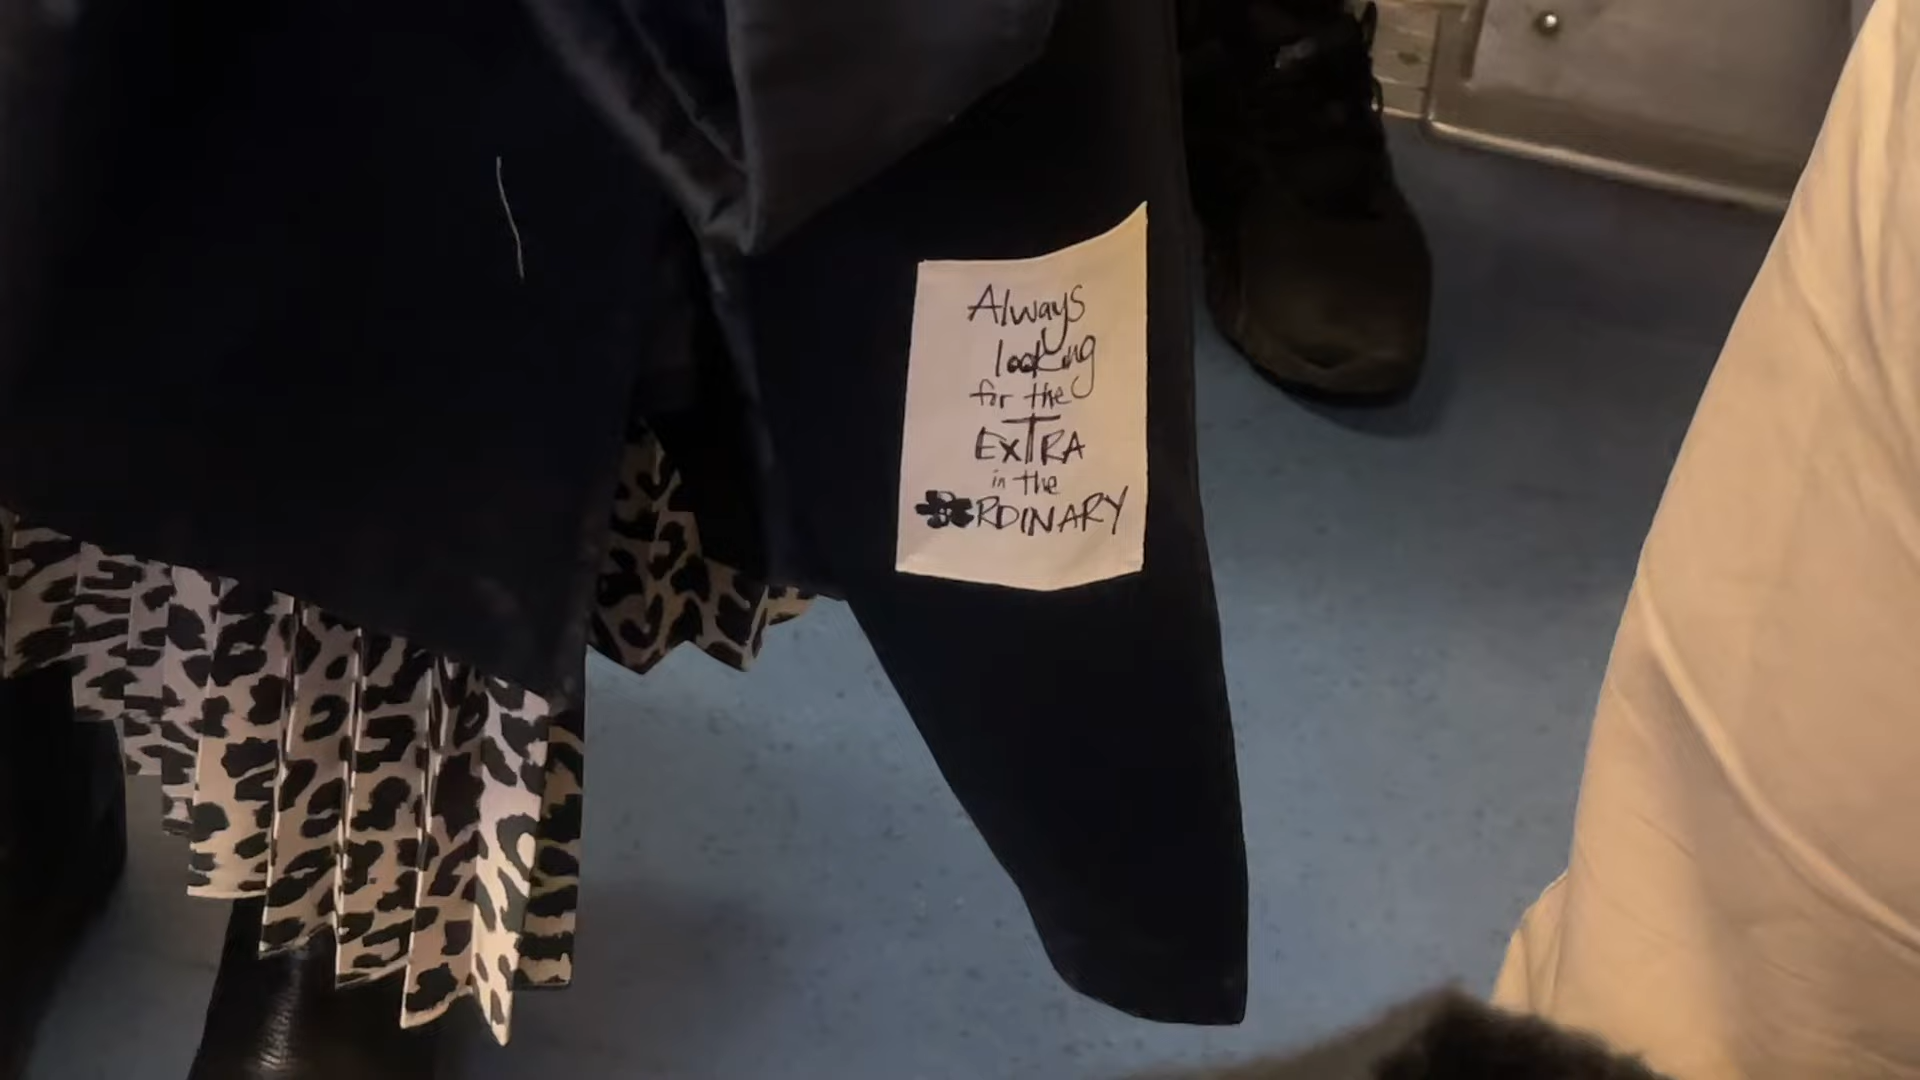 Always
looking
for the
EXTRA
in the
ORDINARY